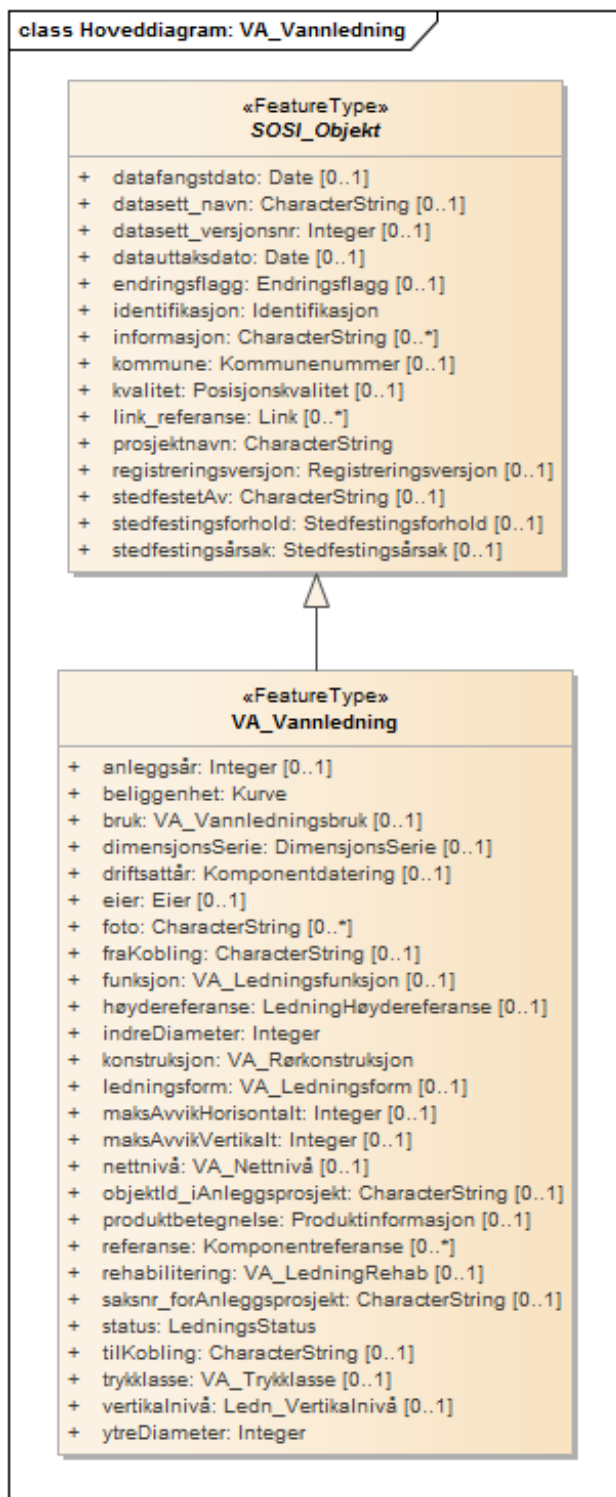 class Hoveddiagram: VA_Vannledning
«FeatureType»
SOSI_Objekt
+ datafangstdato: Date [0..1]
+ datasett_navn: CharacterString [0..1]
+ datasett_versjonsnr: Integer [0..1]
+ datauttaksdato: Date [0..1]
+ endringsflagg: Endringsflagg [0..1]
+ identifikasjon: Identifikasjon
+ informasjon: CharacterString [0..*]
+ kommune: Kommunenummer [0..1]
+ kvalitet: Posisjonskvalitet [0..1]
+ link_referanse: Link [0..*]
+ prosjektnavn: CharacterString
+ registreringsversjon: Registreringsversjon [0..1]
+ stedfestetAv: CharacterString [0..1]
+ stedfestingsforhold: Stedfestingsforhold [0..1]
+ stedfestingsårsak: Stedfestingsårsak [0..1]
«FeatureType»
VA_Vannledning
+ anleggsår: Integer [0..1]
+ beliggenhet: Kurve
+ bruk: VA_Vannledningsbruk [0..1]
+ dimensjonsSerie: DimensjonsSerie [0..1]
+ driftsattår: Komponentdatering [0..1]
+ eier: Eier [0..1]
+ foto: CharacterString [0..*]
+ fraKobling: CharacterString [0..1]
+ funksjon: VA_Ledningsfunksjon [0..1]
+ høydereferanse: LedningHøydereferanse [0..1]
+ indreDiameter: Integer
+ konstruksjon: VA_Rørkonstruksjon
+ ledningsform: VA_Ledningsform [0..1]
+ maksAvvikHorisontalt: Integer [0..1]
+ maksAvvikVertikalt: Integer [0..1]
+ nettnivå: VA_Nettnivå [0..1]
+ objektId_iAnleggsprosjekt: CharacterString [0..1]
+ produktbetegnelse: Produktinformasjon [0..1]
+ referanse: Komponentreferanse [0..*]
+ rehabilitering: VA_LedningRehab [0..1]
+ saksnr_forAnleggsprosjekt: CharacterString [0..1]
+ status: LedningsStatus
+ tilKobling: CharacterString [0..1]
+ trykklasse: VA_Trykklasse [0..1]
+ vertikalnivå: Ledn_Vertikalnivå [0..1]
+ ytreDiameter: Integer